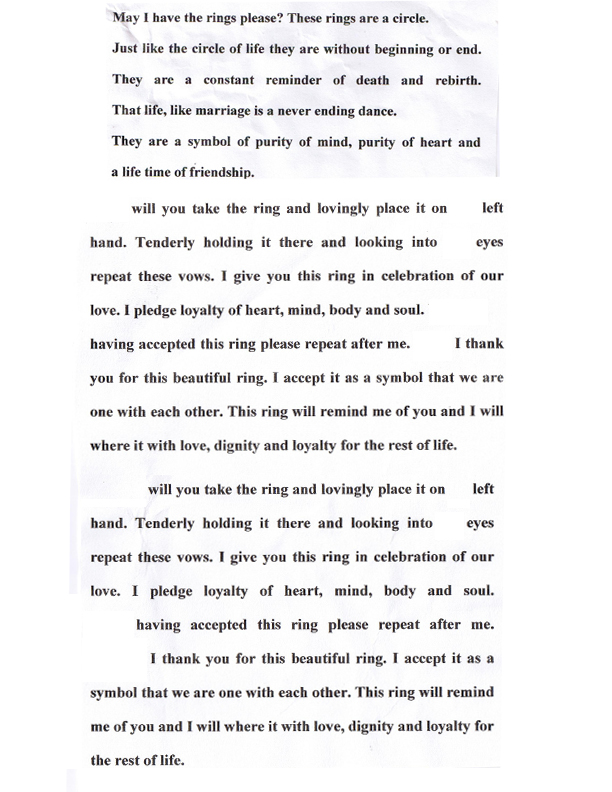 May I have the rings please? These rings are a circle.
Just like the circle of life they are without beginning or end.
They are a constant reminder of death and rebirth.
That life, like marriage is a never ending dance.
They are a symbol of purity of mind, purity of heart and
a life time of friendship.
will you take the ring and lovingly place it on left
hand. Tenderly holding it there and looking into eyes
repeat these vows. I give you this ring in celebration of our
love. I pledge loyalty of heart, mind, body and soul.
having accepted this ring please repeat after me. I thank
you for this beautiful ring. I accept it as a symbol that we are
one with each other. This ring will remind me of you and I will
where it with love, dignity and loyalty for the rest of life.
will you take the ring and lovingly place it on left
hand. Tenderly holding it there and looking into eyes
repeat these vows. I give you this ring in celebration of our
love. I pledge loyalty of heart, mind, body and soul.
having accepted this ring please repeat after me.
I thank you for this beautiful ring. I accept it as a
symbol that we are one with each other. This ring will remind
me of you and I will where it with love, dignity and loyalty for
the rest of life.